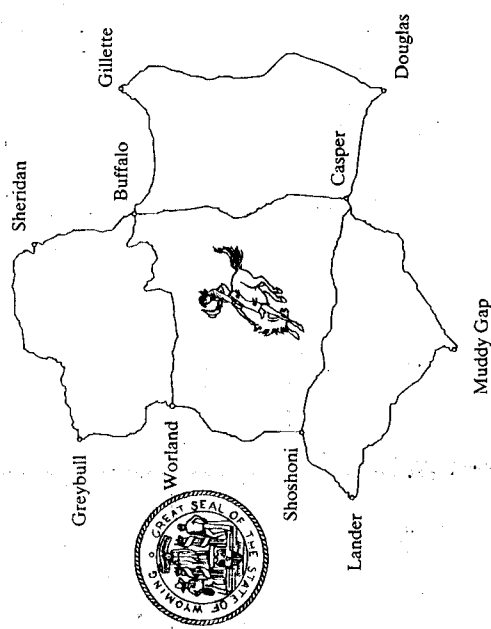 Sheridan
Gillette
Buffalo
Greybull
Worland
Casper
Douglas
Shoshoni
Lander
Muddy Gap
GREAT SEAL OF THE STATE OF WYOMING